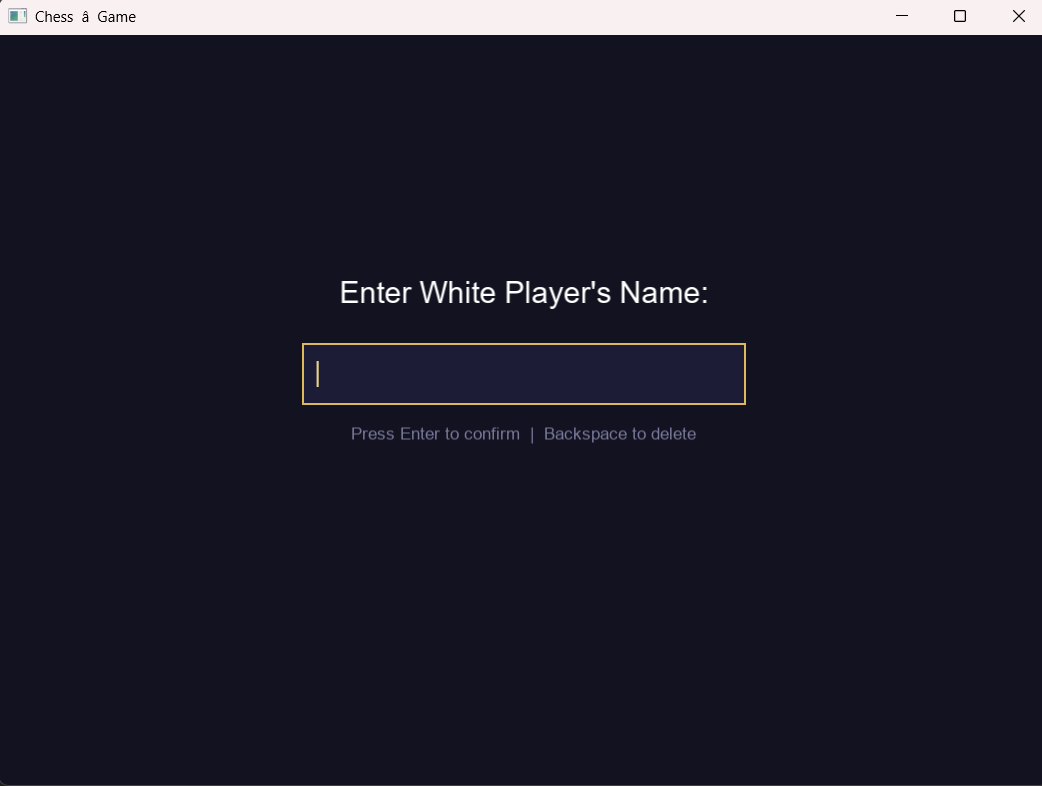 Chess â Game
Enter White Player's Name:
Press Enter to confirm | Backspace to delete